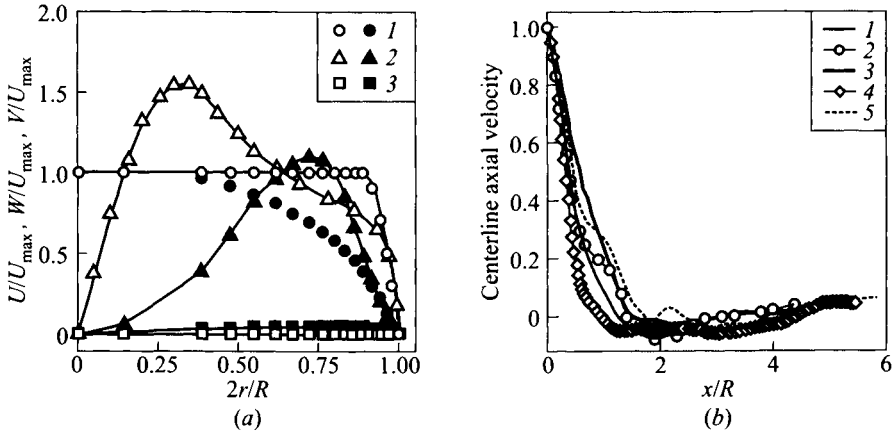 2.0
1.5
1.0
0.5
0
U/U_max, W/U_max, V/U_max
1
2
3
0 0.25 0.50 0.75 1.00
2r/R
(a)
1.0
0.8
0.6
0.4
0.2
0
Centerline axial velocity
1
2
3
4
5
0 2 4 6
x/R
(b)